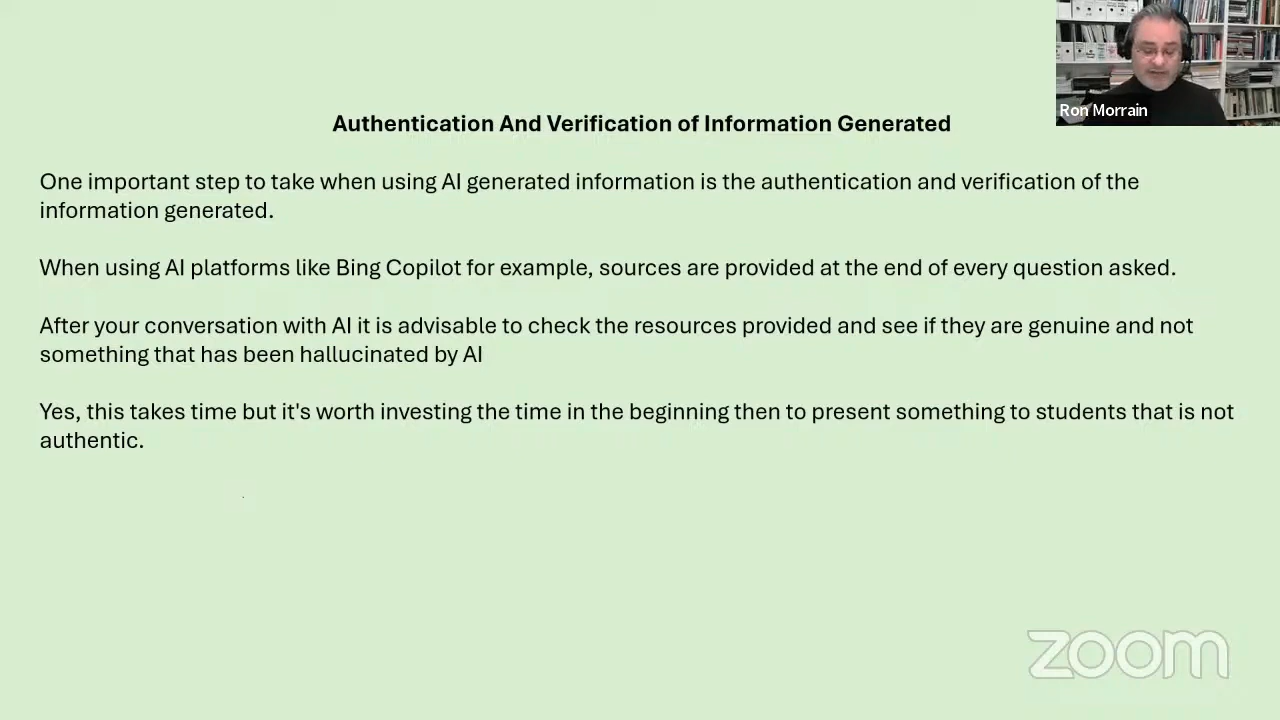 Ron Morrain
Authentication And Verification of Information Generated
One important step to take when using AI generated information is the authentication and verification of the
information generated.
When using AI platforms like Bing Copilot for example, sources are provided at the end of every question asked.
After your conversation with AI it is advisable to check the resources provided and see if they are genuine and not
something that has been hallucinated by AI
Yes, this takes time but it's worth investing the time in the beginning then to present something to students that is not
authentic.
zoom